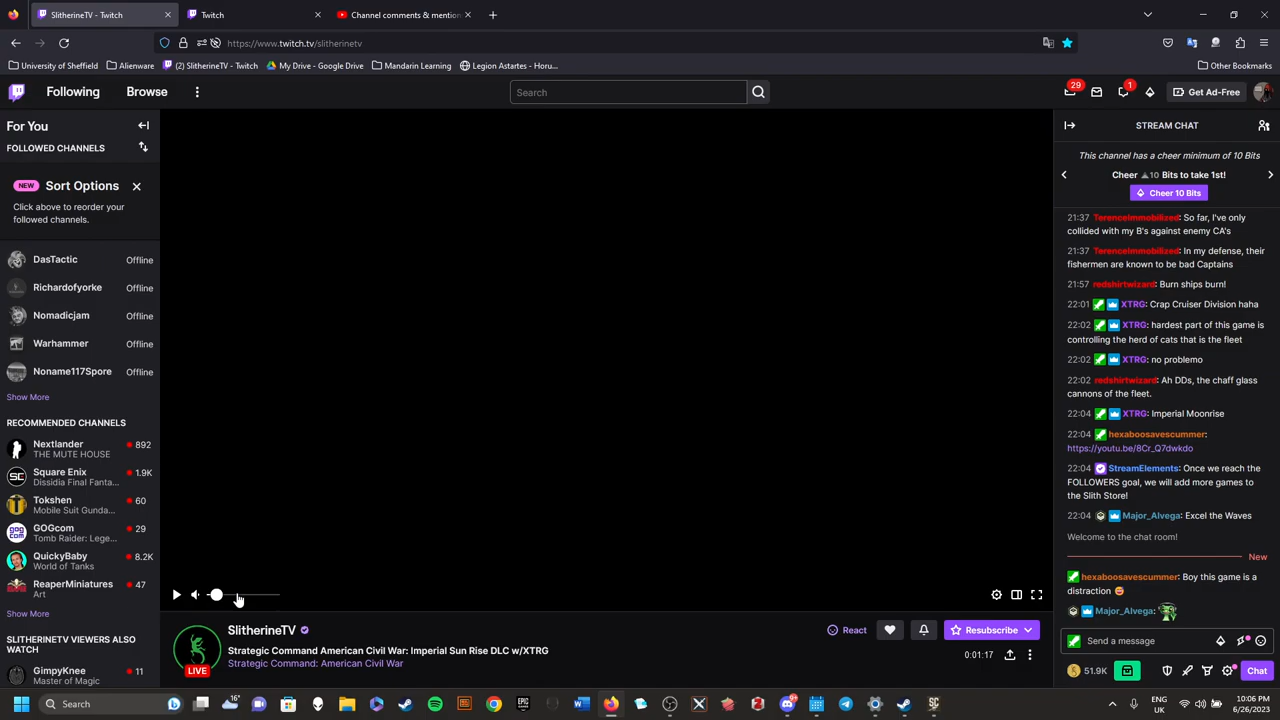 SlitherineTV - Twitch
Twitch
Channel comments & mention
https://www.twitch.tv/slitherinetv
University of Sheffield
Alienware
(2) SlitherineTV - Twitch
My Drive - Google Drive
Mandarin Learning
Legion Astartes - Horu...
Other Bookmarks
Following
Browse
Search
29
1
Get Ad-Free
For You
FOLLOWED CHANNELS
NEW Sort Options
Click above to reorder your
followed channels.
DasTactic Offline
Richardofyorke Offline
Nomadicjam Offline
Warhammer Offline
Noname117Spore Offline
Show More
RECOMMENDED CHANNELS
Nextlander 892
THE MUTE HOUSE
Square Enix 1.9K
Dissidia Final Fanta...
Tokshen 60
Mobile Suit Gunda...
GOGcom 29
Tomb Raider: Lege...
QuickyBaby 8.2K
World of Tanks
ReaperMiniatures 47
Art
Show More
SLITHERINETV VIEWERS ALSO
WATCH
GimpyKnee 11
Master of Magic
LIVE
SlitherineTV
Strategic Command American Civil War: Imperial Sun Rise DLC w/XTRG
Strategic Command: American Civil War
React
Resubscribe
0:01:17
STREAM CHAT
This channel has a cheer minimum of 10 Bits
Cheer 10 Bits to take 1st!
Cheer 10 Bits
21:37 TerenceImmobilized: So far, I've only
collided with my B's against enemy CA's
21:37 TerenceImmobilized: In my defense, their
fishermen are known to be bad Captains
21:57 redshirtwizard: Burn ships burn!
22:01 XTRG: Crap Cruiser Division haha
22:02 XTRG: hardest part of this game is
controlling the herd of cats that is the fleet
22:02 XTRG: no problemo
22:02 redshirtwizard: Ah DDs, the chaff glass
cannons of the fleet.
22:04 XTRG: Imperial Moonrise
22:04 hexaboosavescummer:
https://youtu.be/8Cr_Q7dwkdo
22:04 StreamElements: Once we reach the
FOLLOWERS goal, we will add more games to
the Slith Store!
22:04 Major_Alvega: Excel the Waves
Welcome to the chat room!
New
hexaboosavescummer: Boy this game is a
distraction
Major_Alvega:
Send a message
51.9K
Chat
Search
16°
EPIC
9+
ENG
UK
10:06 PM
6/26/2023